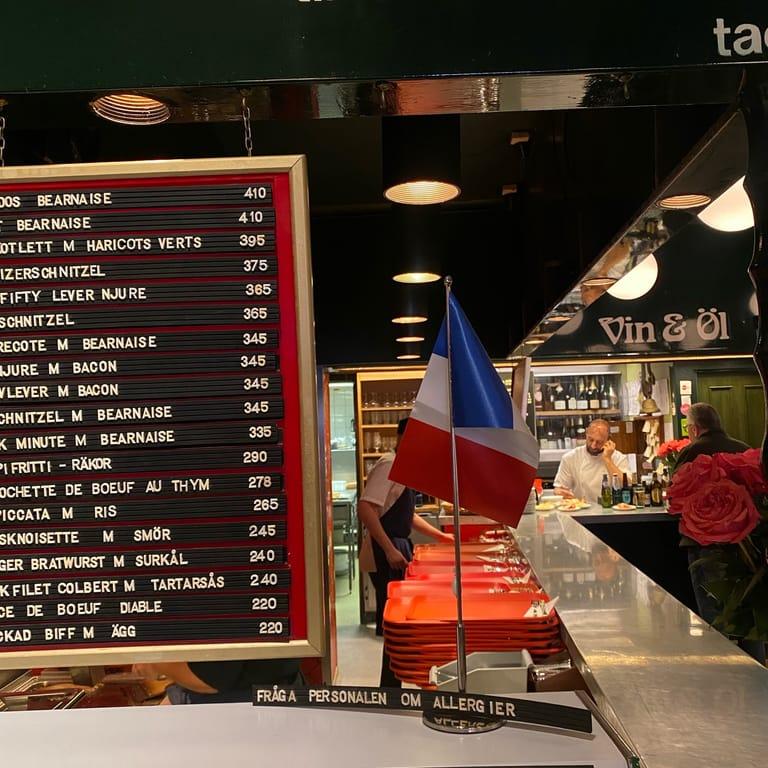 tac
OOS BEARNAISE 410
BEARNAISE 410
OTLETT M HARICOTS VERTS 395
IZERSCHNITZEL 375
FIFTY LEVER NJURE 365
SCHNITZEL 365
RECOTE M BEARNAISE 345
NJURE M BACON 345
VLEVER M BACON 345
CHNITZEL M BEARNAISE 345
K MINUTE M BEARNAISE 335
PI FRITTI - RÄKOR 290
OCHETTE DE BOEUF AU THYM 278
PICCATA M RIS 265
SKNOISETTE M SMÖR 245
GER BRATWURST M SURKÅL 240
KFILET COLBERT M TARTARSÅS 240
CE DE BOEUF DIABLE 220
CKAD BIFF M ÄGG 220
Vin & Öl
FRÅGA PERSONALEN OM ALLERGIER